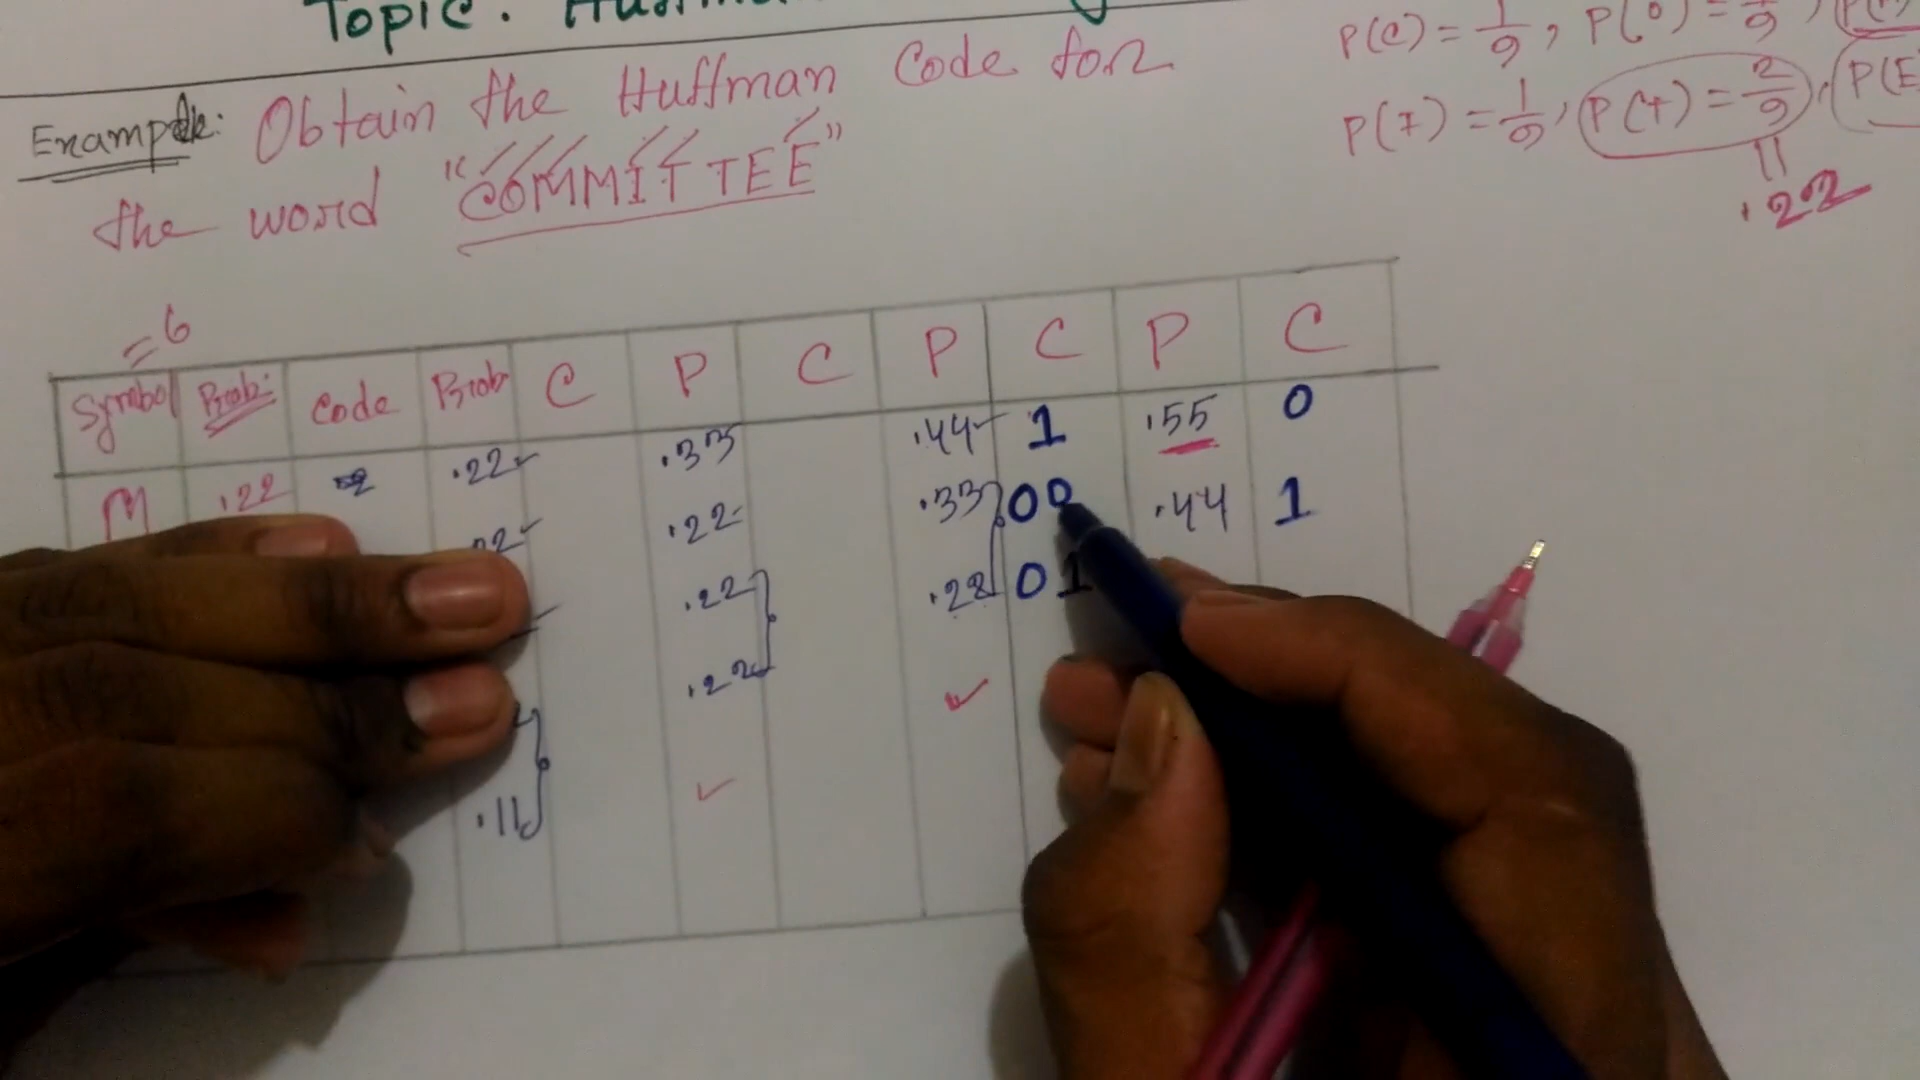 Topic:
P(C) = 1/9, P(O) = 1/9,
Example: Obtain the Huffman Code for
P(I) = 1/9, P(T) = 2/9, P(E
the word "COMMITTEE"
.22
= 6
Symbol Prob: Code Prob C P C P C P C
M .22 .22 .33 .44 1 .55 0
.22 .33 00 .44 1
.22 .22 01
.22
.11